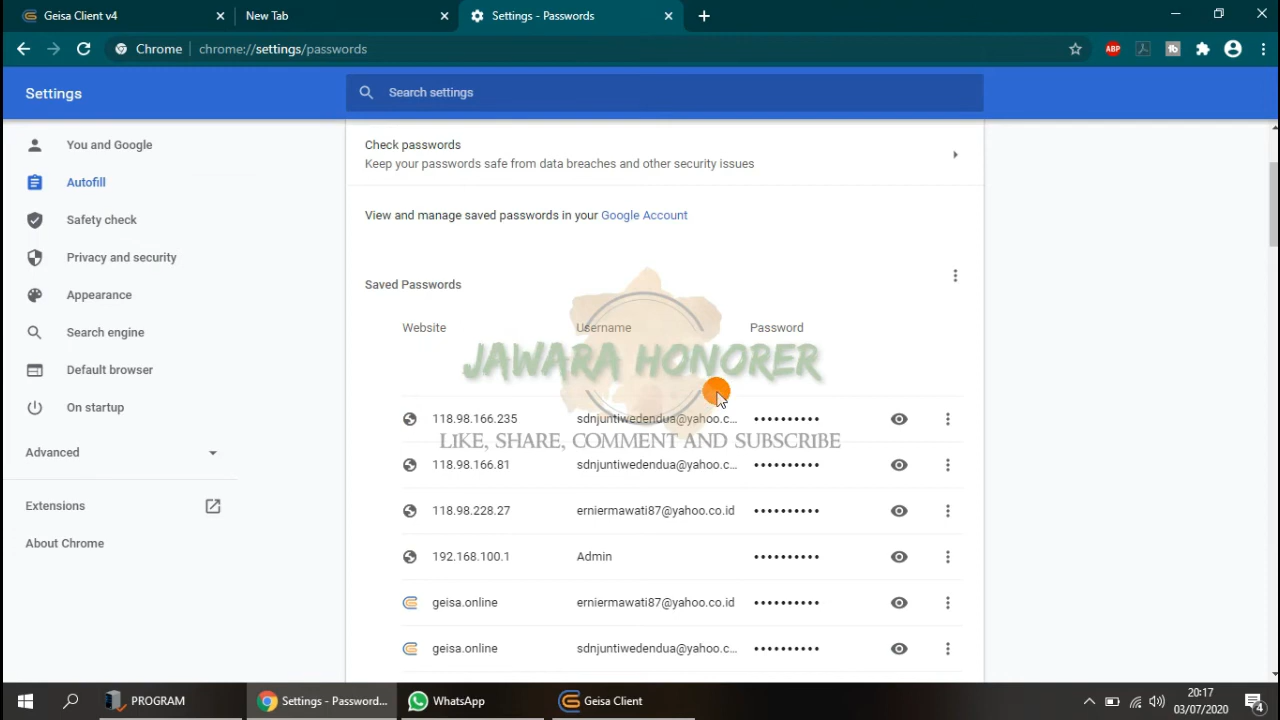 Geisa Client v4
New Tab
Settings - Passwords
Chrome
chrome://settings/passwords
ABP
Settings
Search settings
You and Google
Autofill
Safety check
Privacy and security
Appearance
Search engine
Default browser
On startup
Advanced
Extensions
About Chrome
Check passwords
Keep your passwords safe from data breaches and other security issues
View and manage saved passwords in your Google Account
Saved Passwords
Website Username Password
JAWARA HONORER
118.98.166.235 sdnjuntiwedendua@yahoo.c... ••••••••••
LIKE, SHARE, COMMENT AND SUBSCRIBE
118.98.166.81 sdnjuntiwedendua@yahoo.c... ••••••••••
118.98.228.27 erniermawati87@yahoo.co.id ••••••••••
192.168.100.1 Admin ••••••••••
geisa.online erniermawati87@yahoo.co.id ••••••••••
geisa.online sdnjuntiwedendua@yahoo.c... ••••••••••
PROGRAM
Settings - Password...
WhatsApp
Geisa Client
20:17
03/07/2020
4